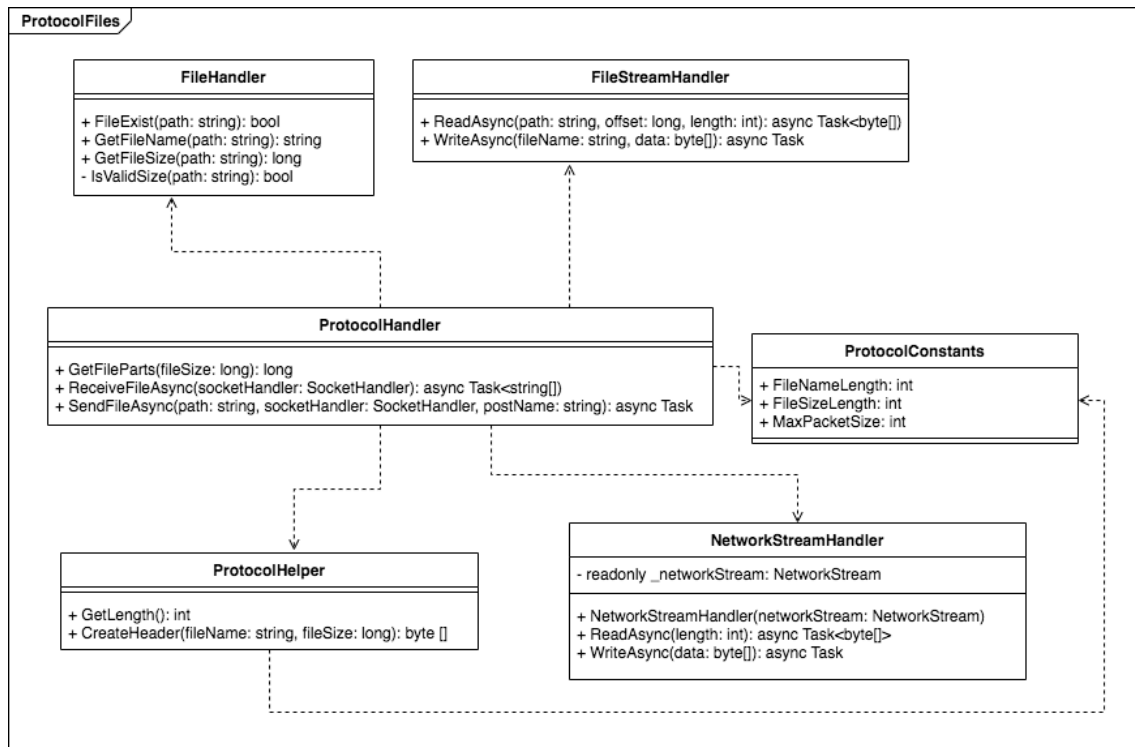 ProtocolFiles
FileHandler
+ FileExist(path: string): bool
+ GetFileName(path: string): string
+ GetFileSize(path: string): long
- IsValidSize(path: string): bool
FileStreamHandler
+ ReadAsync(path: string, offset: long, length: int): async Task<byte[])
+ WriteAsync(fileName: string, data: byte[]): async Task
ProtocolHandler
+ GetFileParts(fileSize: long): long
+ ReceiveFileAsync(socketHandler: SocketHandler): async Task<string[])
+ SendFileAsync(path: string, socketHandler: SocketHandler, postName: string): async Task
ProtocolConstants
+ FileNameLength: int
+ FileSizeLength: int
+ MaxPacketSize: int
ProtocolHelper
+ GetLength(): int
+ CreateHeader(fileName: string, fileSize: long): byte []
NetworkStreamHandler
- readonly _networkStream: NetworkStream
+ NetworkStreamHandler(networkStream: NetworkStream)
+ ReadAsync(length: int): async Task<byte[]>
+ WriteAsync(data: byte[]): async Task